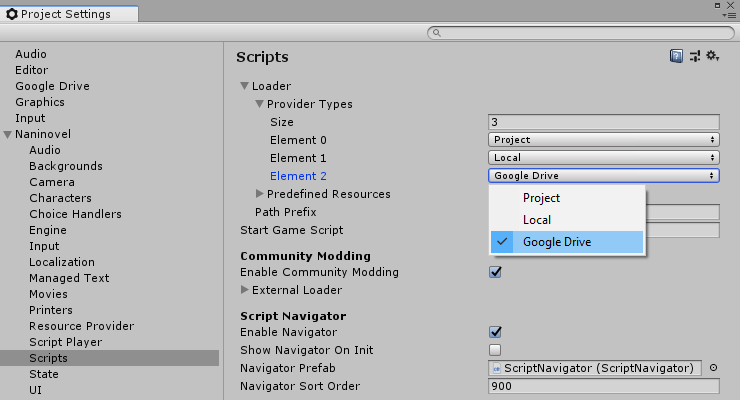 Project Settings
Audio
Editor
Google Drive
Graphics
Input
Naninovel
Audio
Backgrounds
Camera
Characters
Choice Handlers
Engine
Input
Localization
Managed Text
Movies
Printers
Resource Provider
Script Player
Scripts
State
UI
Scripts
Loader
Provider Types
Size 3
Element 0 Project
Element 1 Local
Element 2 Google Drive
Project
Local
Google Drive
Predefined Resources
Path Prefix
Start Game Script
Community Modding
Enable Community Modding
External Loader
Script Navigator
Enable Navigator
Show Navigator On Init
Navigator Prefab ScriptNavigator (ScriptNavigator)
Navigator Sort Order 900